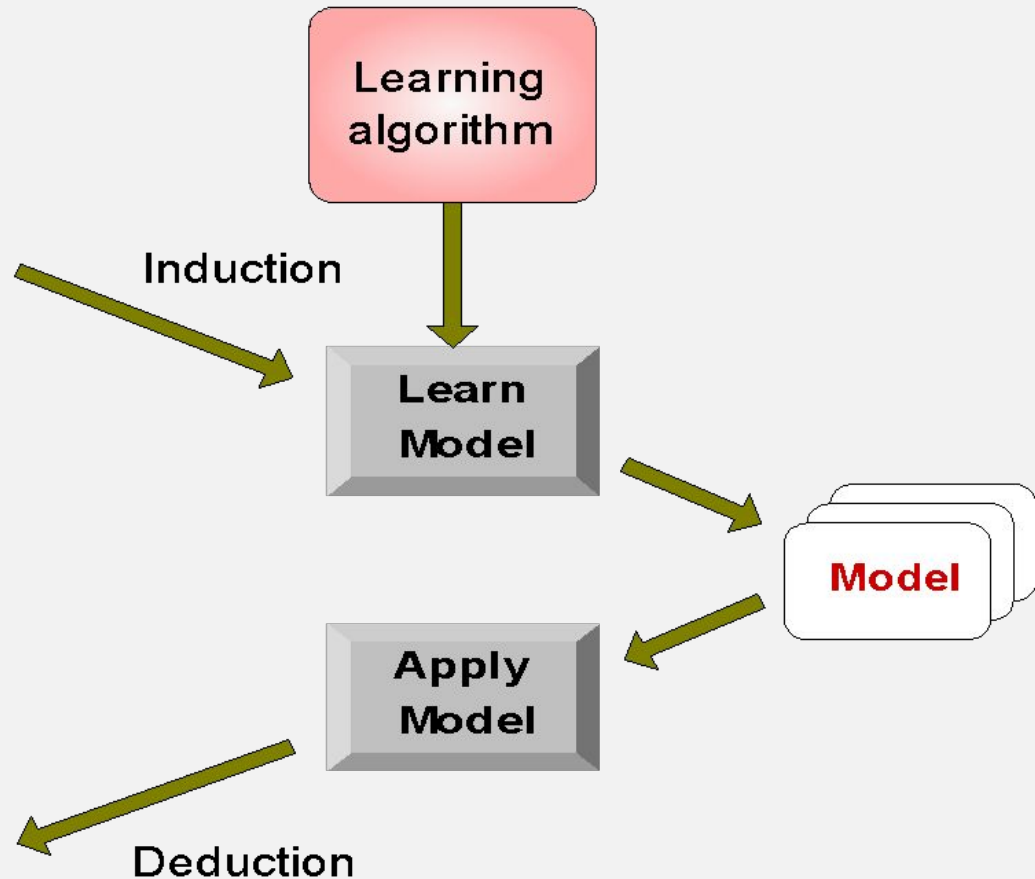 Learning
algorithm
Induction
Learn
Model
Model
Apply
Model
Deduction